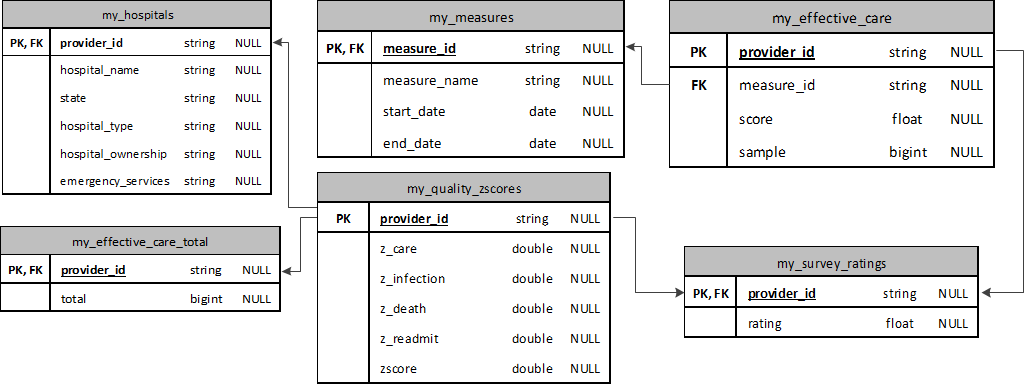 my_hospitals
PK, FK provider_id string NULL
hospital_name string NULL
state string NULL
hospital_type string NULL
hospital_ownership string NULL
emergency_services string NULL
my_measures
PK, FK measure_id string NULL
measure_name string NULL
start_date date NULL
end_date date NULL
my_effective_care
PK provider_id string NULL
FK measure_id string NULL
score float NULL
sample bigint NULL
my_effective_care_total
PK, FK provider_id string NULL
total bigint NULL
my_quality_zscores
PK provider_id string NULL
z_care double NULL
z_infection double NULL
z_death double NULL
z_readmit double NULL
zscore double NULL
my_survey_ratings
PK, FK provider_id string NULL
rating float NULL